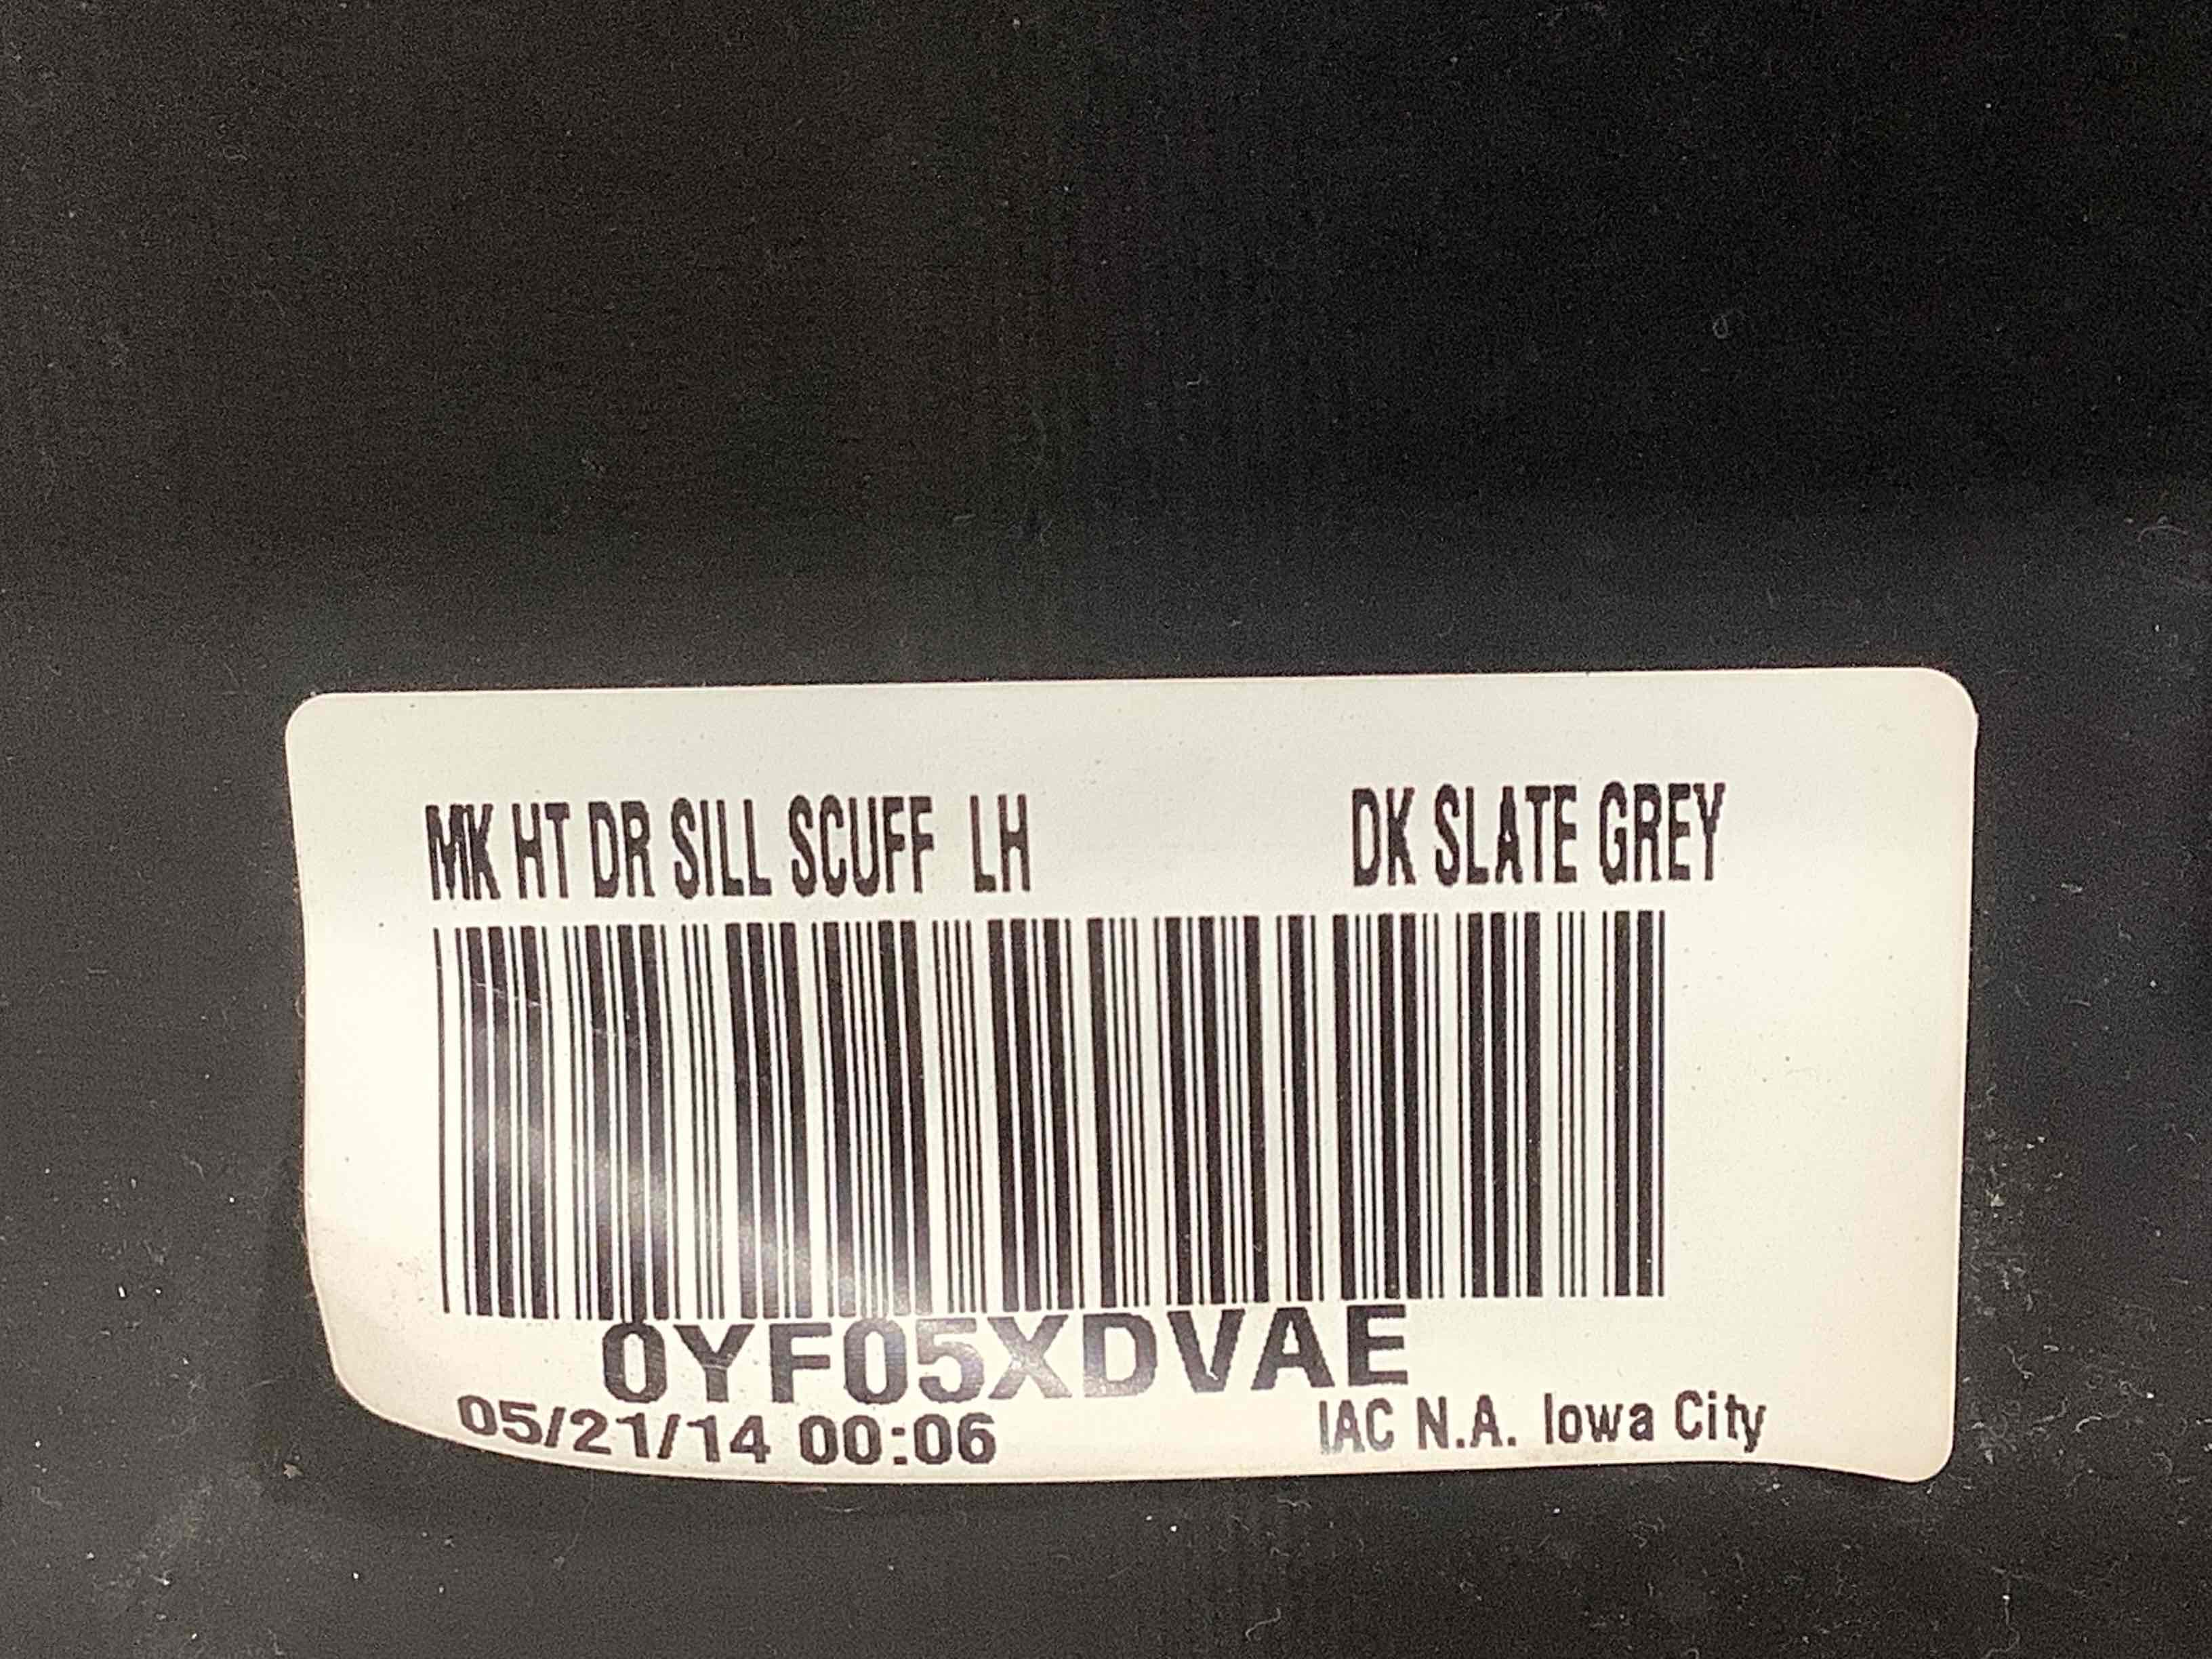 MK HT DR SILL SCUFF LH DK SLATE GREY
0YF05XDVAE
05/21/14 00:06 IAC N.A. Iowa City